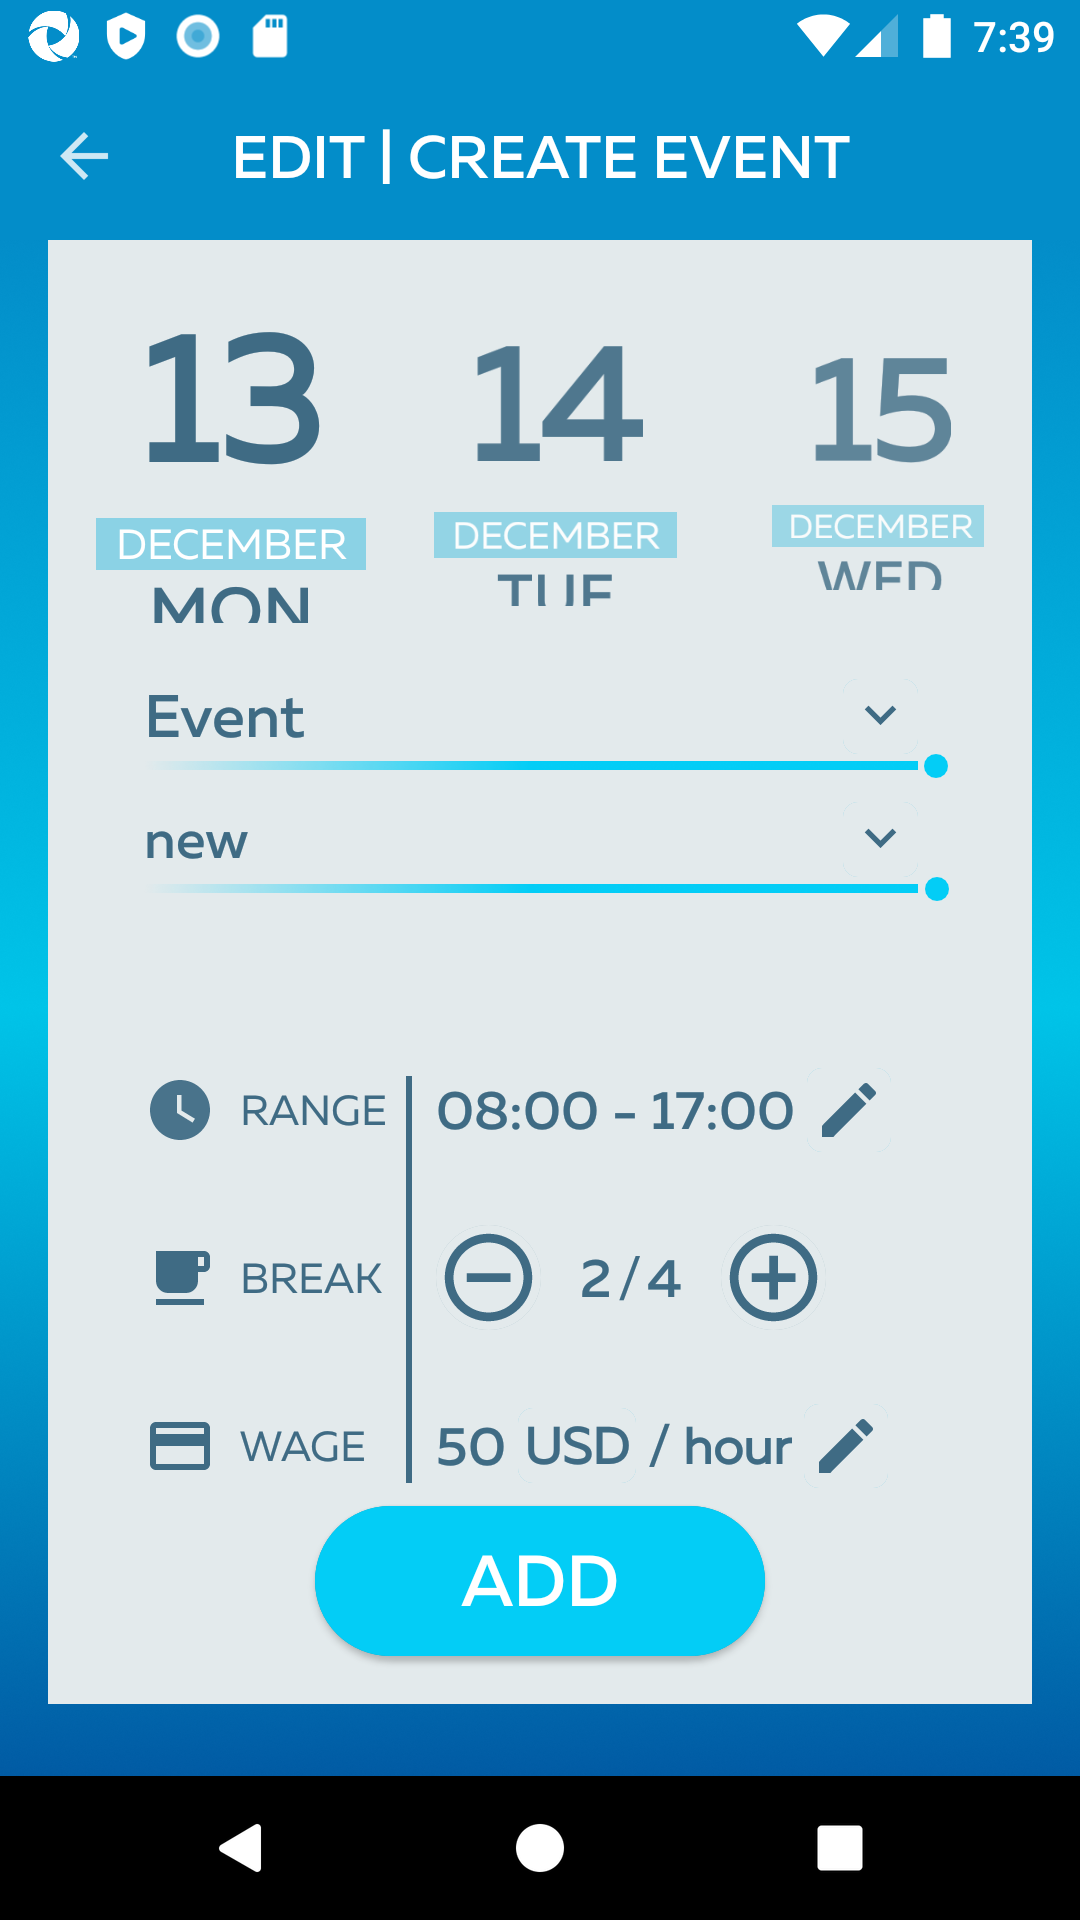 7:39
EDIT | CREATE EVENT
13 14 15
DECEMBER DECEMBER DECEMBER
MON TUE WED
Event
new
RANGE 08:00 - 17:00
BREAK 2/4
WAGE 50 USD / hour
ADD